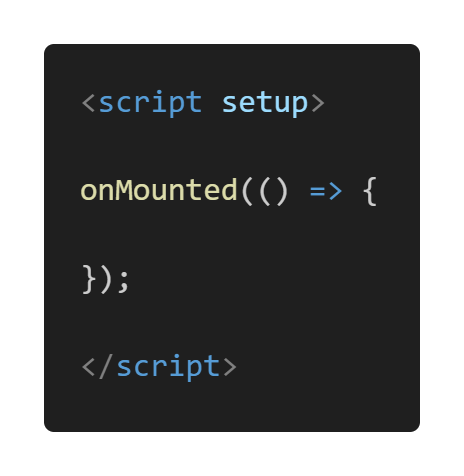 <script setup>
onMounted(() => {
});
</script>